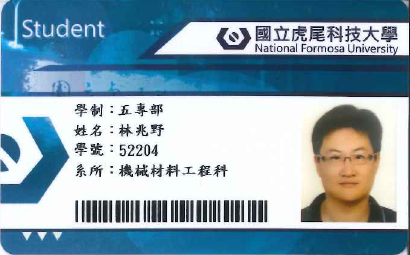 Student
國立虎尾科技大學
National Formosa University
學制：五專部
姓名：林兆野
學號：52204
系所：機械材料工程科